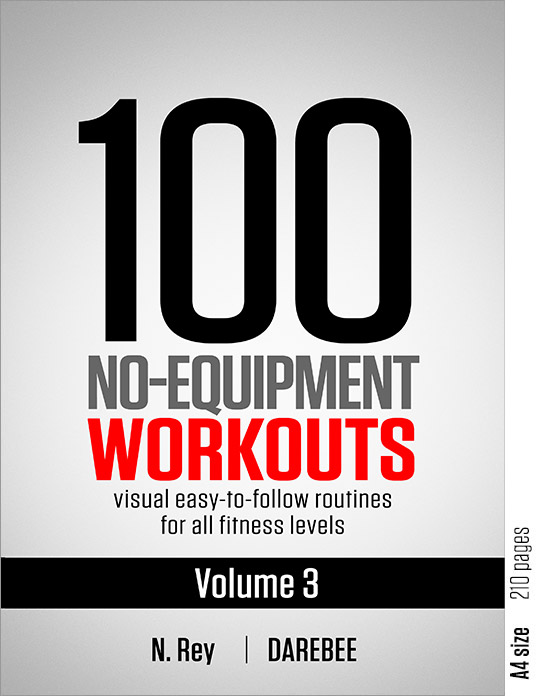 100
NO-EQUIPMENT
WORKOUTS
visual easy-to-follow routines
for all fitness levels
Volume 3
N. Rey | DAREBEE
A4 size 210 pages